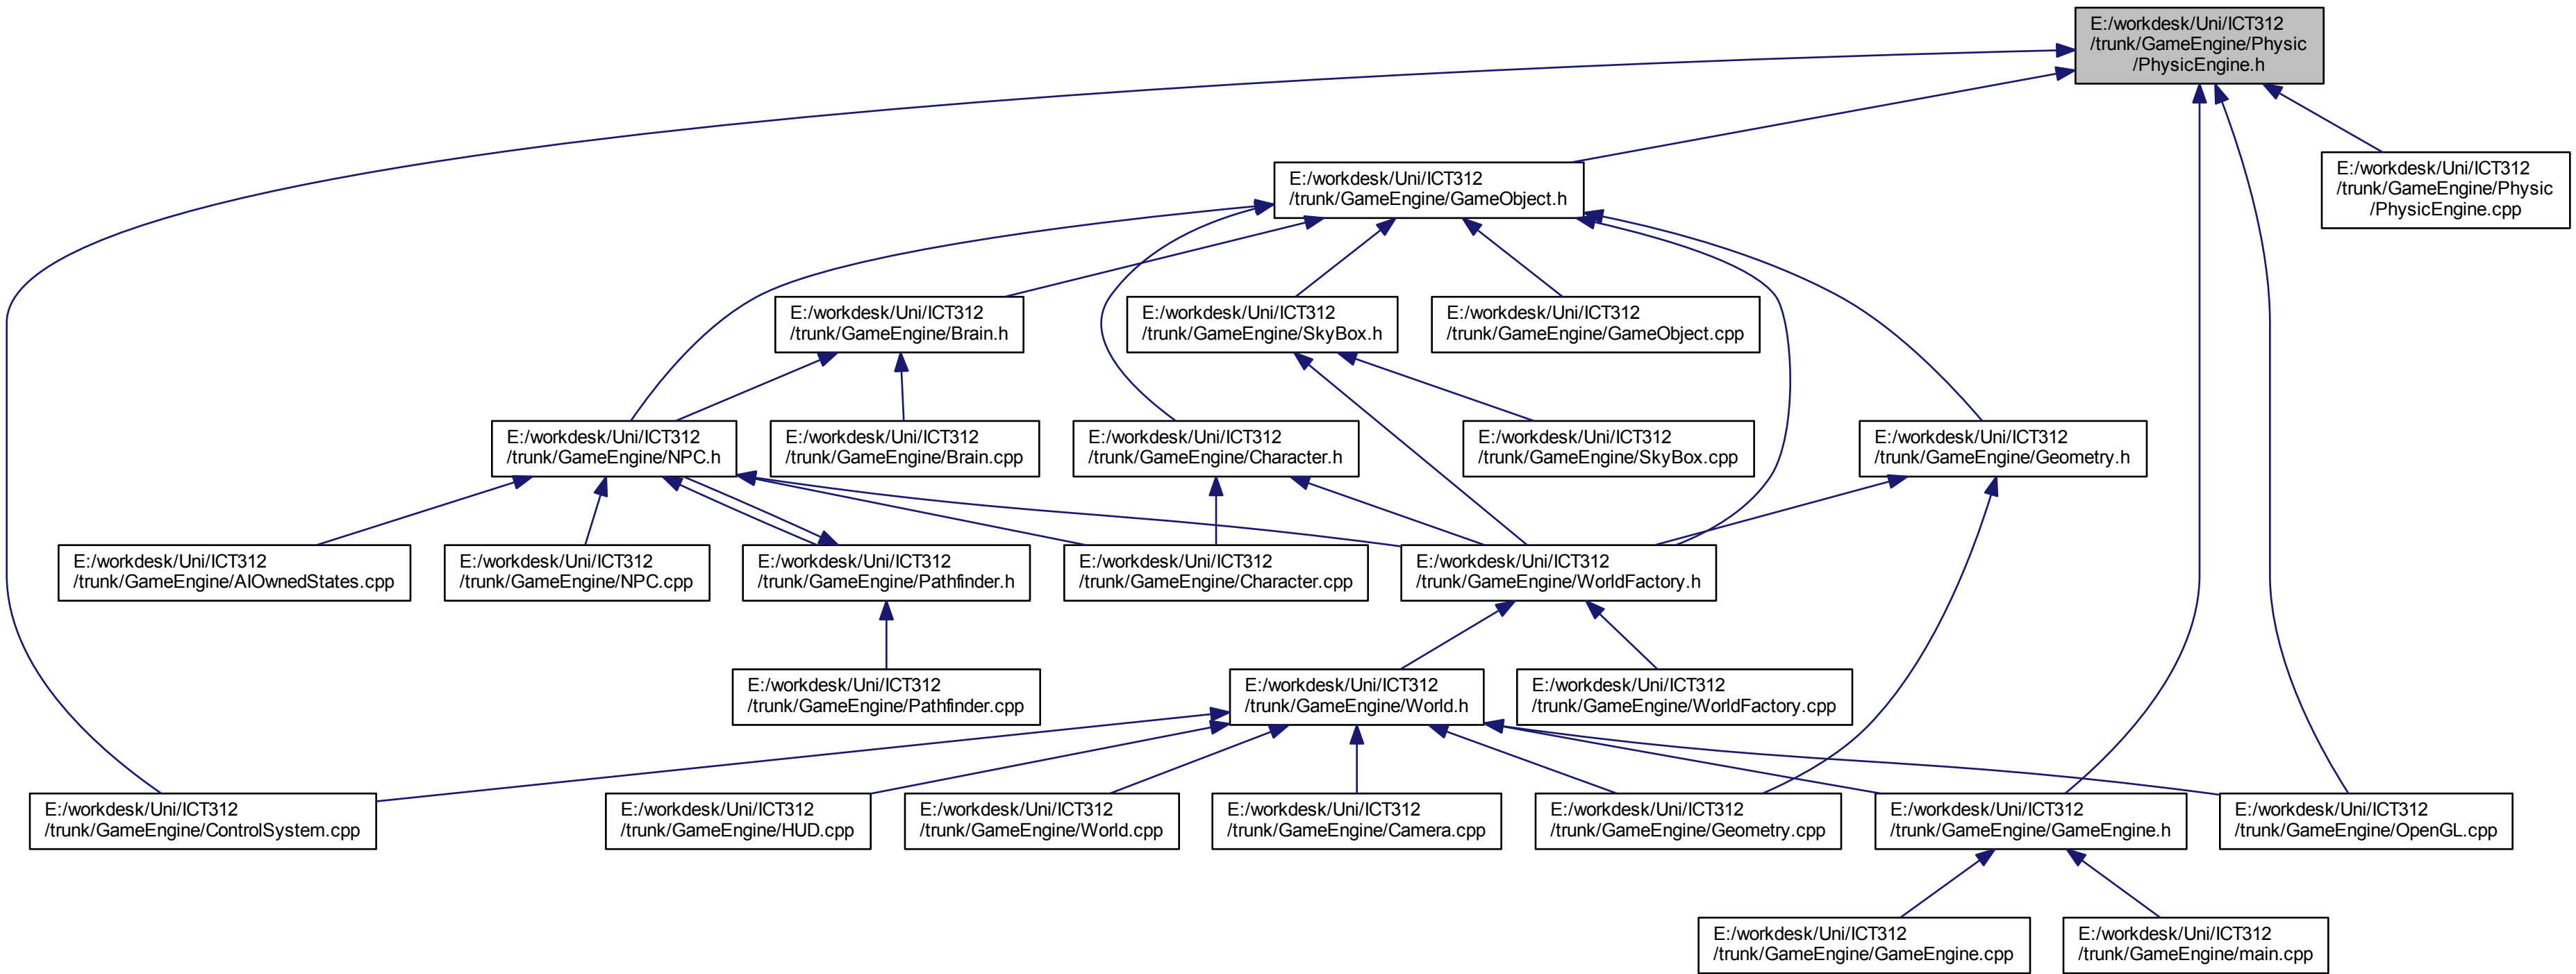 E:/workdesk/Uni/ICT312
/trunk/GameEngine/Physic
/PhysicEngine.h
E:/workdesk/Uni/ICT312
/trunk/GameEngine/Physic
/PhysicEngine.cpp
E:/workdesk/Uni/ICT312
/trunk/GameEngine/GameObject.h
E:/workdesk/Uni/ICT312
/trunk/GameEngine/Brain.h
E:/workdesk/Uni/ICT312
/trunk/GameEngine/SkyBox.h
E:/workdesk/Uni/ICT312
/trunk/GameEngine/GameObject.cpp
E:/workdesk/Uni/ICT312
/trunk/GameEngine/NPC.h
E:/workdesk/Uni/ICT312
/trunk/GameEngine/Brain.cpp
E:/workdesk/Uni/ICT312
/trunk/GameEngine/Character.h
E:/workdesk/Uni/ICT312
/trunk/GameEngine/SkyBox.cpp
E:/workdesk/Uni/ICT312
/trunk/GameEngine/Geometry.h
E:/workdesk/Uni/ICT312
/trunk/GameEngine/AIOwnedStates.cpp
E:/workdesk/Uni/ICT312
/trunk/GameEngine/NPC.cpp
E:/workdesk/Uni/ICT312
/trunk/GameEngine/Pathfinder.h
E:/workdesk/Uni/ICT312
/trunk/GameEngine/Character.cpp
E:/workdesk/Uni/ICT312
/trunk/GameEngine/WorldFactory.h
E:/workdesk/Uni/ICT312
/trunk/GameEngine/Pathfinder.cpp
E:/workdesk/Uni/ICT312
/trunk/GameEngine/World.h
E:/workdesk/Uni/ICT312
/trunk/GameEngine/WorldFactory.cpp
E:/workdesk/Uni/ICT312
/trunk/GameEngine/ControlSystem.cpp
E:/workdesk/Uni/ICT312
/trunk/GameEngine/HUD.cpp
E:/workdesk/Uni/ICT312
/trunk/GameEngine/World.cpp
E:/workdesk/Uni/ICT312
/trunk/GameEngine/Camera.cpp
E:/workdesk/Uni/ICT312
/trunk/GameEngine/Geometry.cpp
E:/workdesk/Uni/ICT312
/trunk/GameEngine/GameEngine.h
E:/workdesk/Uni/ICT312
/trunk/GameEngine/OpenGL.cpp
E:/workdesk/Uni/ICT312
/trunk/GameEngine/GameEngine.cpp
E:/workdesk/Uni/ICT312
/trunk/GameEngine/main.cpp